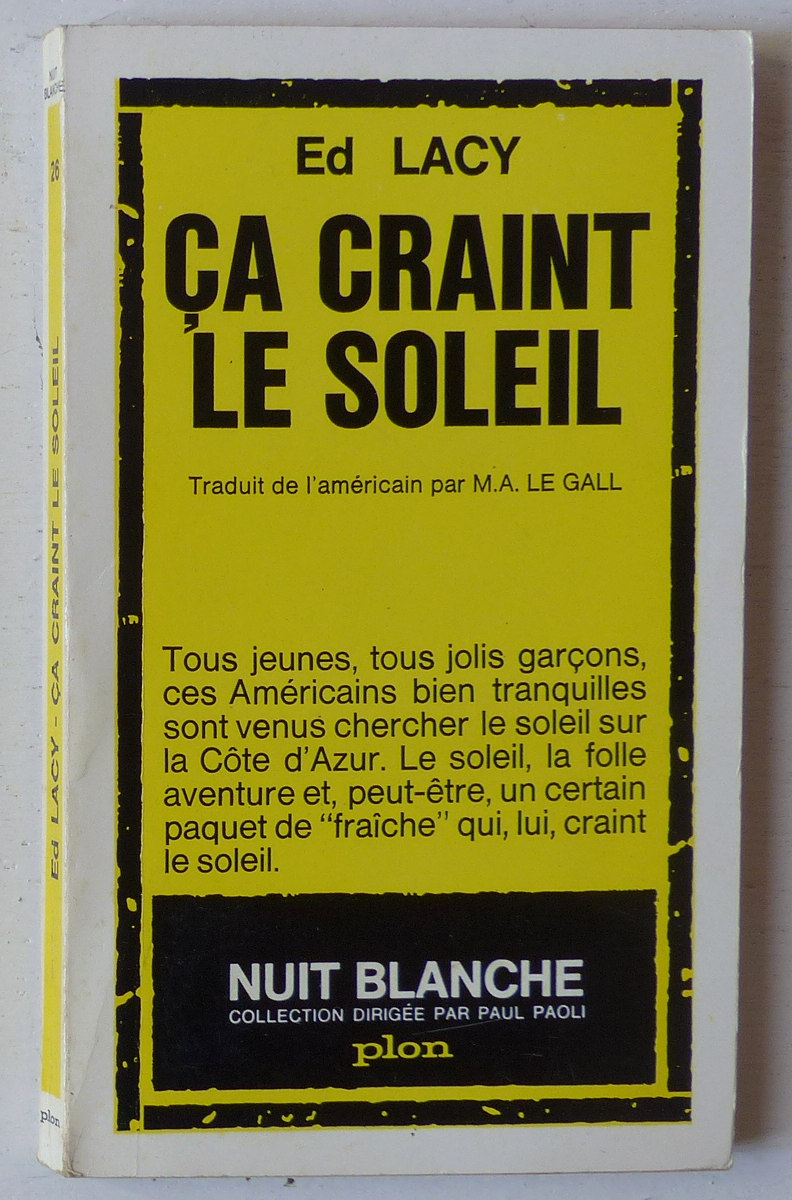 Ed LACY
ÇA CRAINT
LE SOLEIL
Traduit de l'américain par M.A. LE GALL
Tous jeunes, tous jolis garçons,
ces Américains bien tranquilles
sont venus chercher le soleil sur
la Côte d'Azur. Le soleil, la folle
aventure et, peut-être, un certain
paquet de "fraîche" qui, lui, craint
le soleil.
NUIT BLANCHE
COLLECTION DIRIGÉE PAR PAUL PAOLI
plon
NUIT
BLANCHE
26
Ed LACY - ÇA CRAINT LE SOLEIL
plon